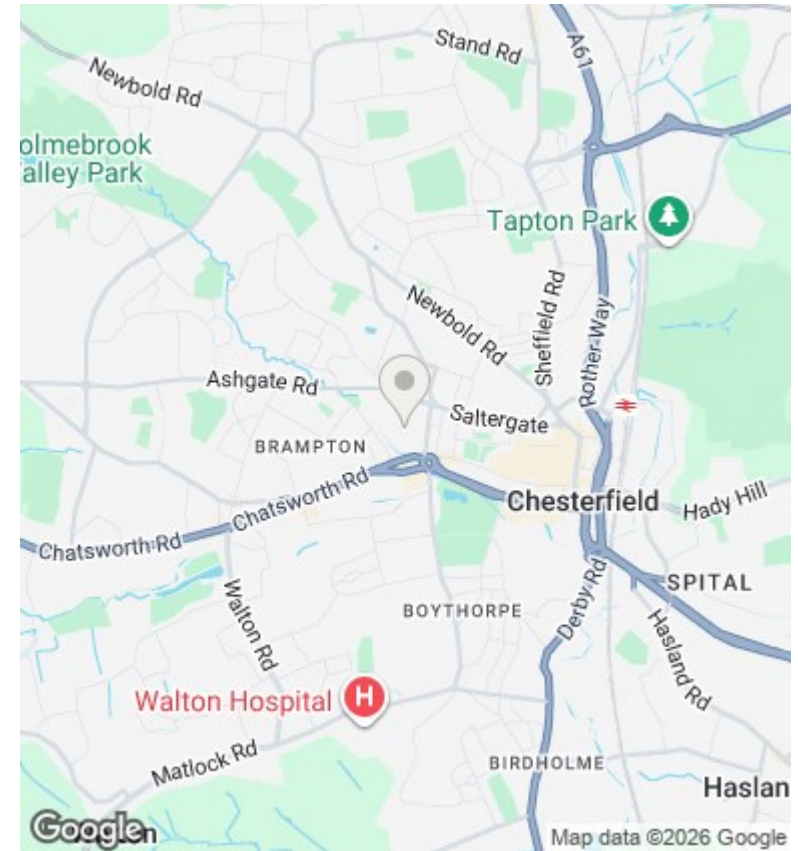 Stand Rd
A61
Newbold Rd
olmebrook
alley Park
Tapton Park
Newbold Rd
Sheffield Rd
Rother Way
Ashgate Rd
Saltergate
BRAMPTON
Chatsworth Rd
Chesterfield
Hady Hill
Chatsworth Rd
Walton Rd
Derby Rd
SPITAL
BOYTHORPE
Hasland Rd
Walton Hospital
H
Matlock Rd
BIRDHOLME
Haslan
Google
Map data ©2026 Google